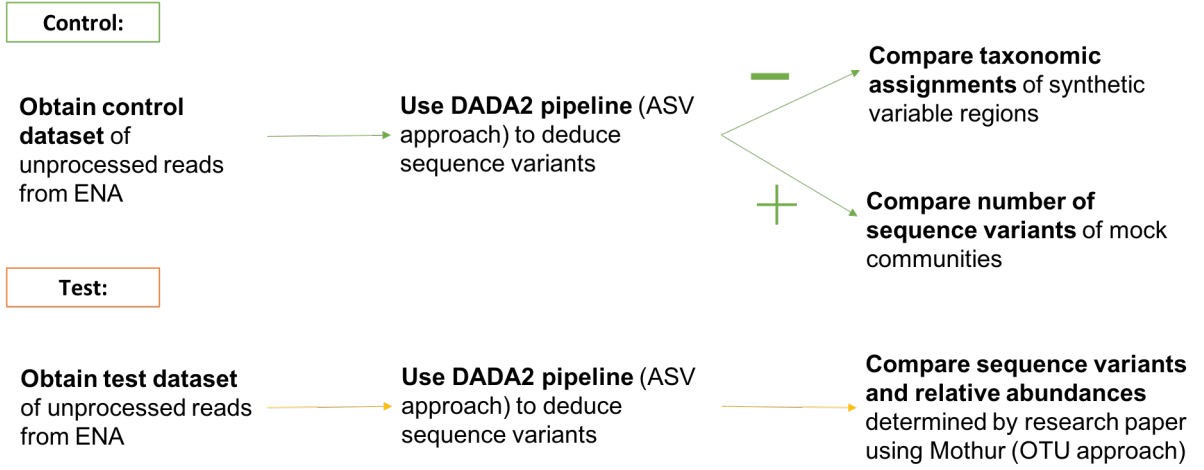 Control:
Obtain control
dataset of
unprocessed reads
from ENA
Use DADA2 pipeline (ASV
approach) to deduce
sequence variants
Compare taxonomic
assignments of synthetic
variable regions
Compare number of
sequence variants of mock
communities
Test:
Obtain test dataset
of unprocessed reads
from ENA
Use DADA2 pipeline (ASV
approach) to deduce
sequence variants
Compare sequence variants
and relative abundances
determined by research paper
using Mothur (OTU approach)